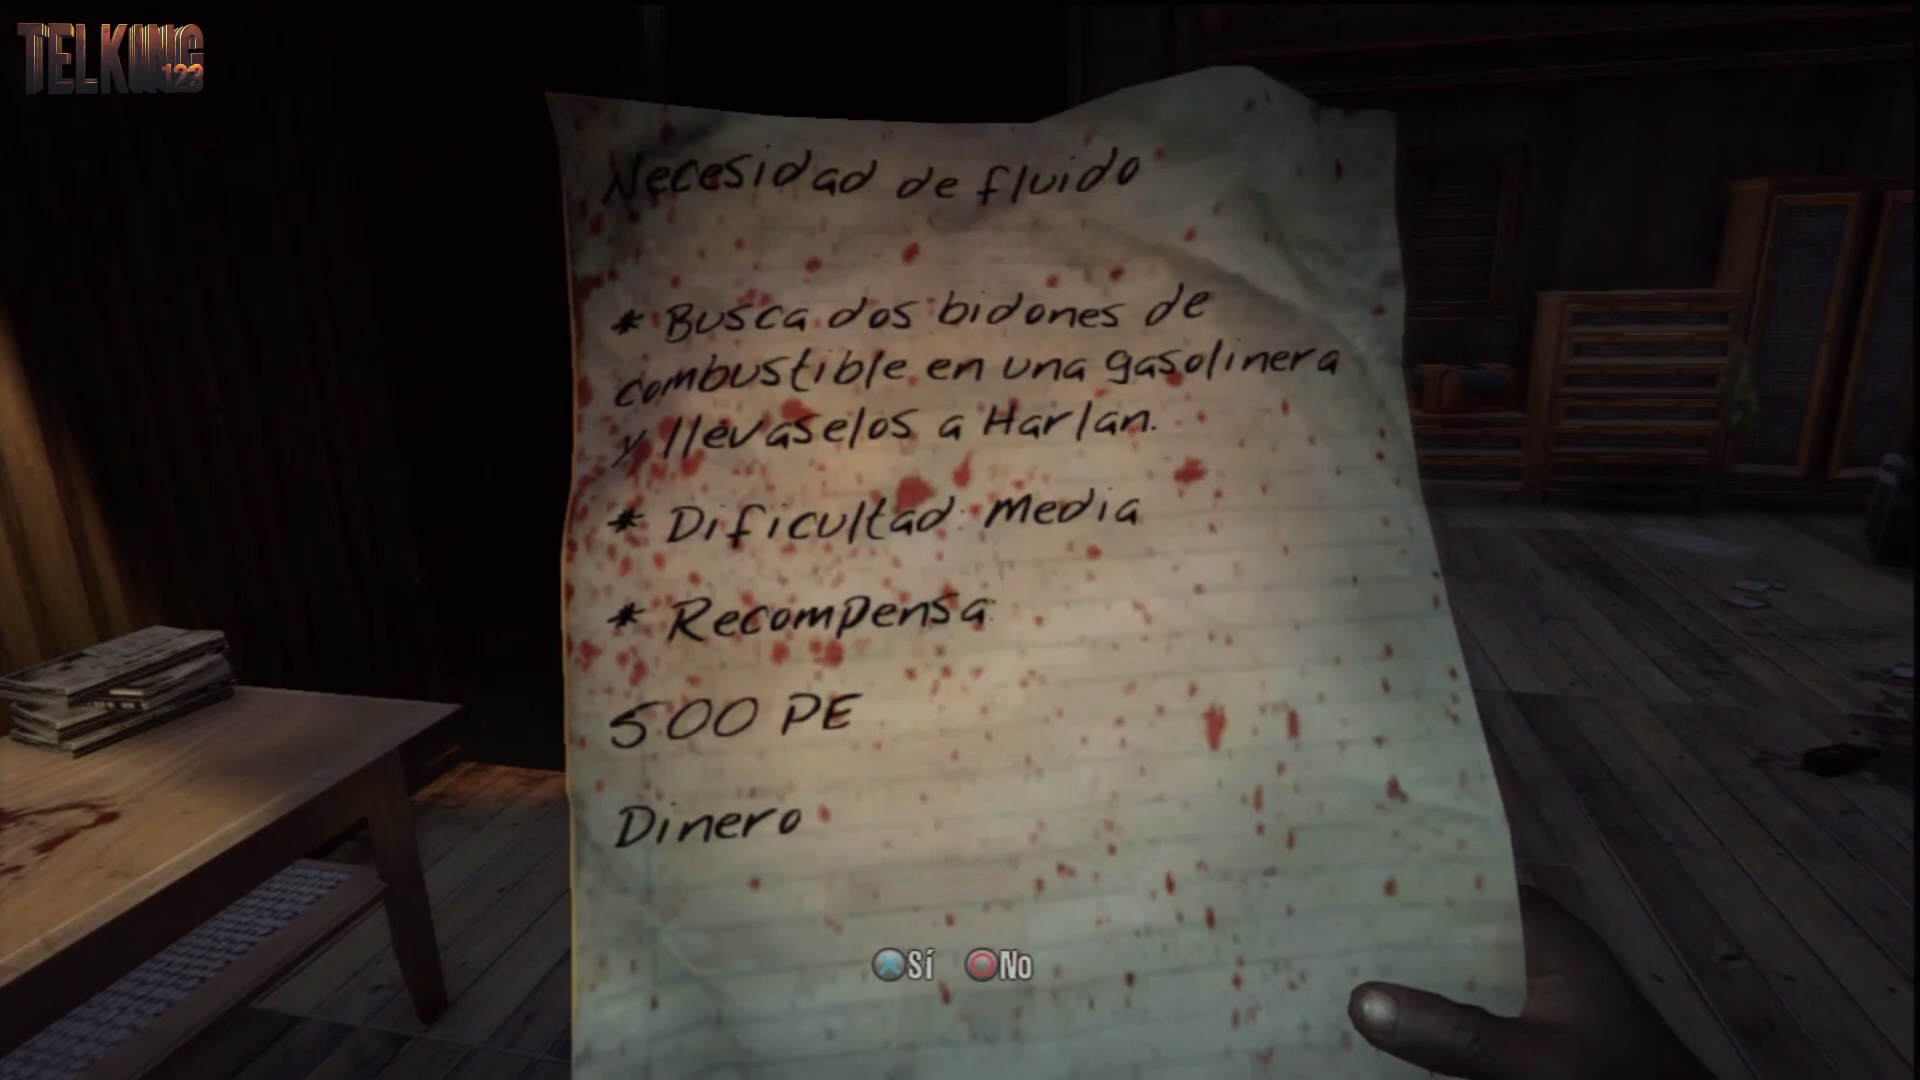 TELKING
123
Necesidad de fluido
* Busca dos bidones de
combustible en una gasolinera
y llevaselos a Harlan.
* Dificultad: Media
* Recompensa:
500 PE
Dinero
Sí No